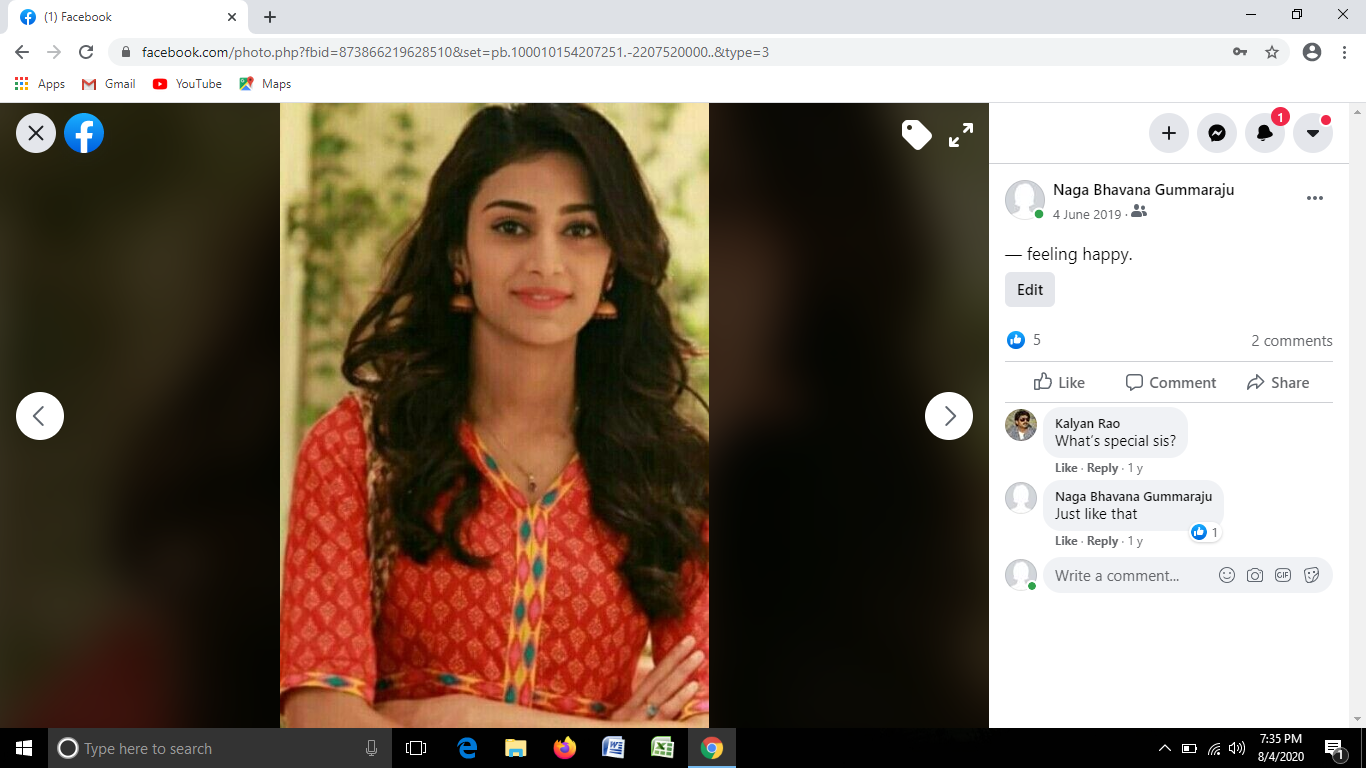 (1) Facebook
facebook.com/photo.php?fbid=873866219628510&set=pb.100010154207251.-2207520000..&type=3
Apps Gmail YouTube Maps
1
Naga Bhavana Gummaraju
4 June 2019 ·
— feeling happy.
Edit
5 2 comments
Like Comment Share
Kalyan Rao
What's special sis?
Like · Reply · 1 y
Naga Bhavana Gummaraju
Just like that
1
Like · Reply · 1 y
Write a comment...
GIF
Type here to search
7:35 PM
8/4/2020
1